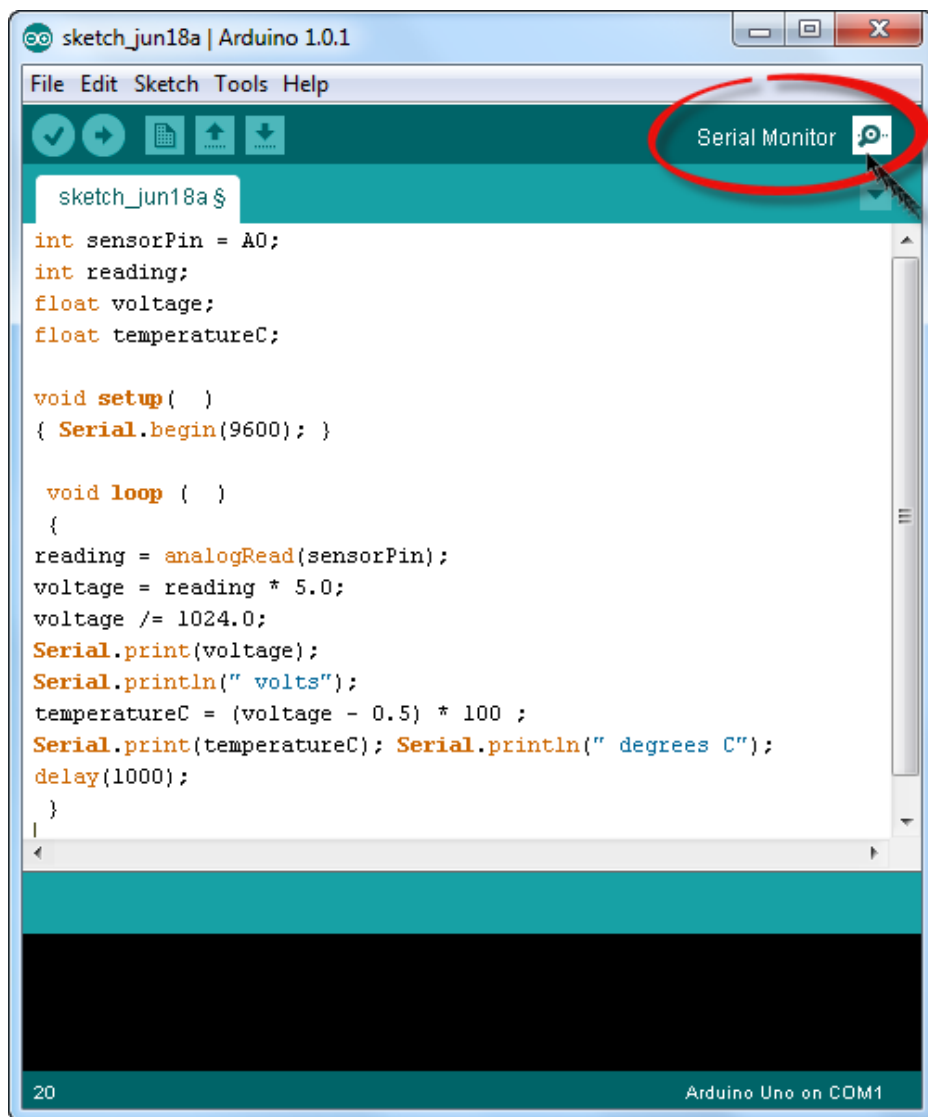 sketch_jun18a | Arduino 1.0.1
File Edit Sketch Tools Help
Serial Monitor
sketch_jun18a §
int sensorPin = A0;
int reading;
float voltage;
float temperatureC;
void setup(  )
{ Serial.begin(9600); }
void loop (  )
{
reading = analogRead(sensorPin);
voltage = reading * 5.0;
voltage /= 1024.0;
Serial.print(voltage);
Serial.println(" volts");
temperatureC = (voltage - 0.5) * 100 ;
Serial.print(temperatureC); Serial.println(" degrees C");
delay(1000);
}
20
Arduino Uno on COM1